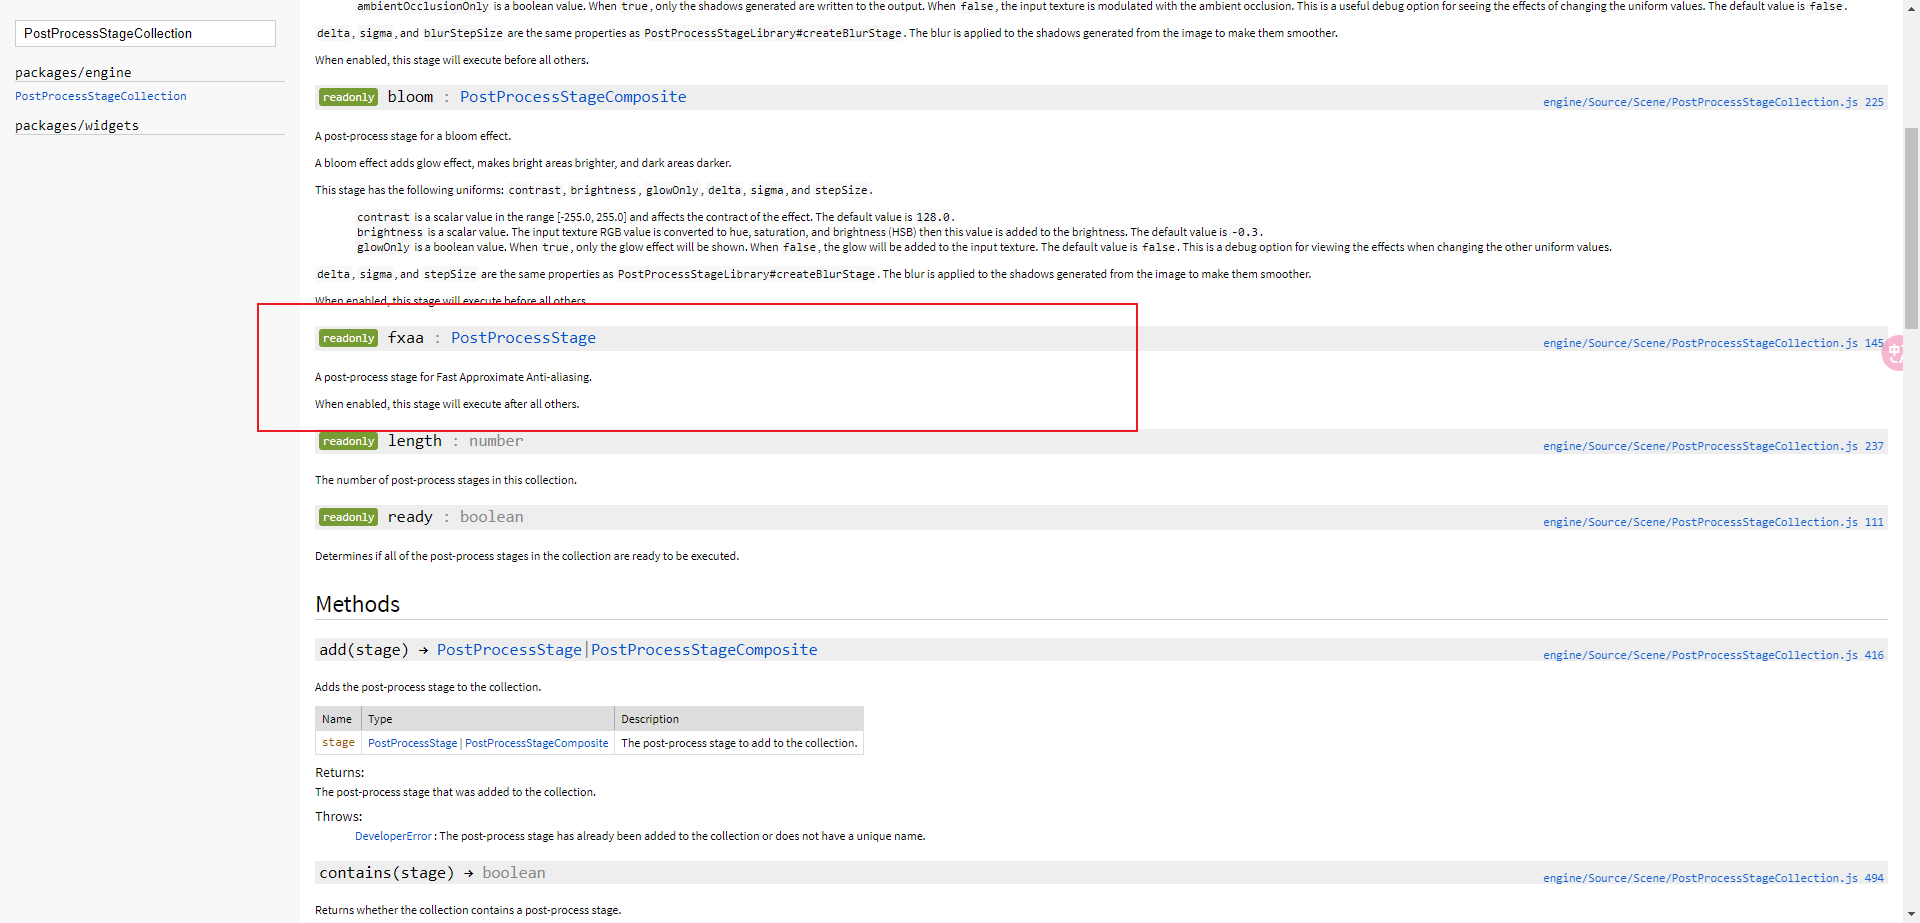 PostProcessStageCollection
packages/engine
PostProcessStageCollection
packages/widgets
ambientOcclusionOnly is a boolean value. When true, only the shadows generated are written to the output. When false, the input texture is modulated with the ambient occlusion. This is a useful debug option for seeing the effects of changing the uniform values. The default value is false.
delta, sigma, and blurStepSize are the same properties as PostProcessStageLibrary#createBlurStage. The blur is applied to the shadows generated from the image to make them smoother.
When enabled, this stage will execute before all others.
readonly bloom : PostProcessStageComposite
engine/Source/Scene/PostProcessStageCollection.js 225
A post-process stage for a bloom effect.
A bloom effect adds glow effect, makes bright areas brighter, and dark areas darker.
This stage has the following uniforms: contrast, brightness, glowOnly, delta, sigma, and stepSize.
contrast is a scalar value in the range [-255.0, 255.0] and affects the contract of the effect. The default value is 128.0.
brightness is a scalar value. The input texture RGB value is converted to hue, saturation, and brightness (HSB) then this value is added to the brightness. The default value is -0.3.
glowOnly is a boolean value. When true, only the glow effect will be shown. When false, the glow will be added to the input texture. The default value is false. This is a debug option for viewing the effects when changing the other uniform values.
delta, sigma, and stepSize are the same properties as PostProcessStageLibrary#createBlurStage. The blur is applied to the shadows generated from the image to make them smoother.
When enabled, this stage will execute before all others.
readonly fxaa : PostProcessStage
engine/Source/Scene/PostProcessStageCollection.js 145
中
A post-process stage for Fast Approximate Anti-aliasing.
When enabled, this stage will execute after all others.
readonly length : number
engine/Source/Scene/PostProcessStageCollection.js 237
The number of post-process stages in this collection.
readonly ready : boolean
engine/Source/Scene/PostProcessStageCollection.js 111
Determines if all of the post-process stages in the collection are ready to be executed.
Methods
add(stage) → PostProcessStage|PostProcessStageComposite
engine/Source/Scene/PostProcessStageCollection.js 416
Adds the post-process stage to the collection.
Name Type Description
stage PostProcessStage|PostProcessStageComposite The post-process stage to add to the collection.
Returns:
The post-process stage that was added to the collection.
Throws:
DeveloperError : The post-process stage has already been added to the collection or does not have a unique name.
contains(stage) → boolean
engine/Source/Scene/PostProcessStageCollection.js 494
Returns whether the collection contains a post-process stage.